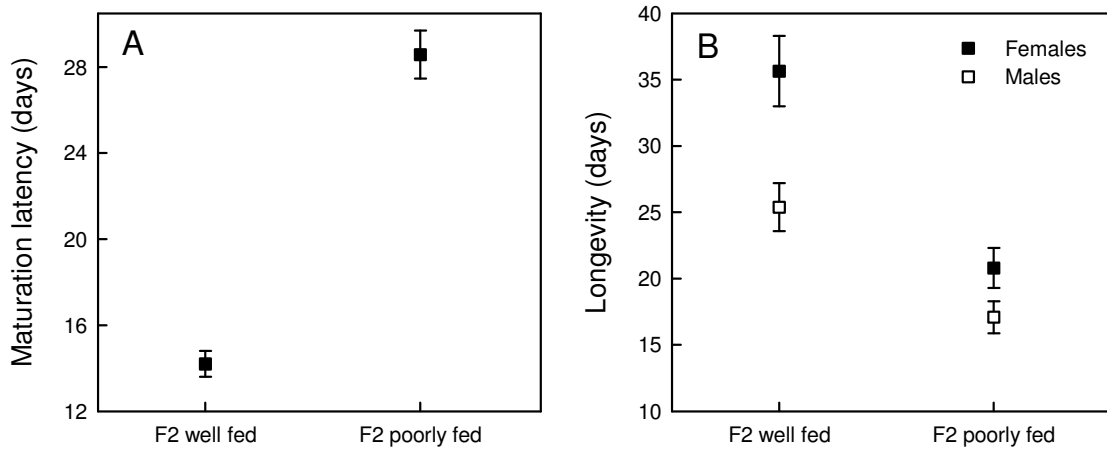 A
Maturation latency (days)
28
24
20
16
12
F2 well fed
F2 poorly fed
B
Females
Males
Longevity (days)
40
35
30
25
20
15
10
F2 well fed
F2 poorly fed